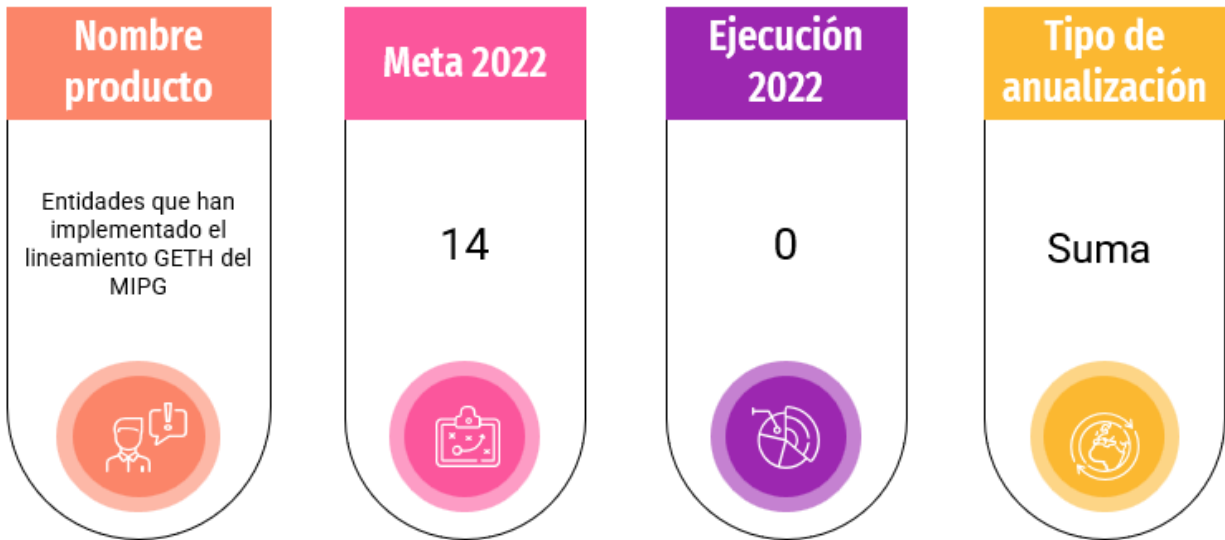 Nombre
producto
Entidades que han
implementado el
lineamiento GETH del
MIPG
Meta 2022
14
Ejecución
2022
0
Tipo de
anualización
Suma